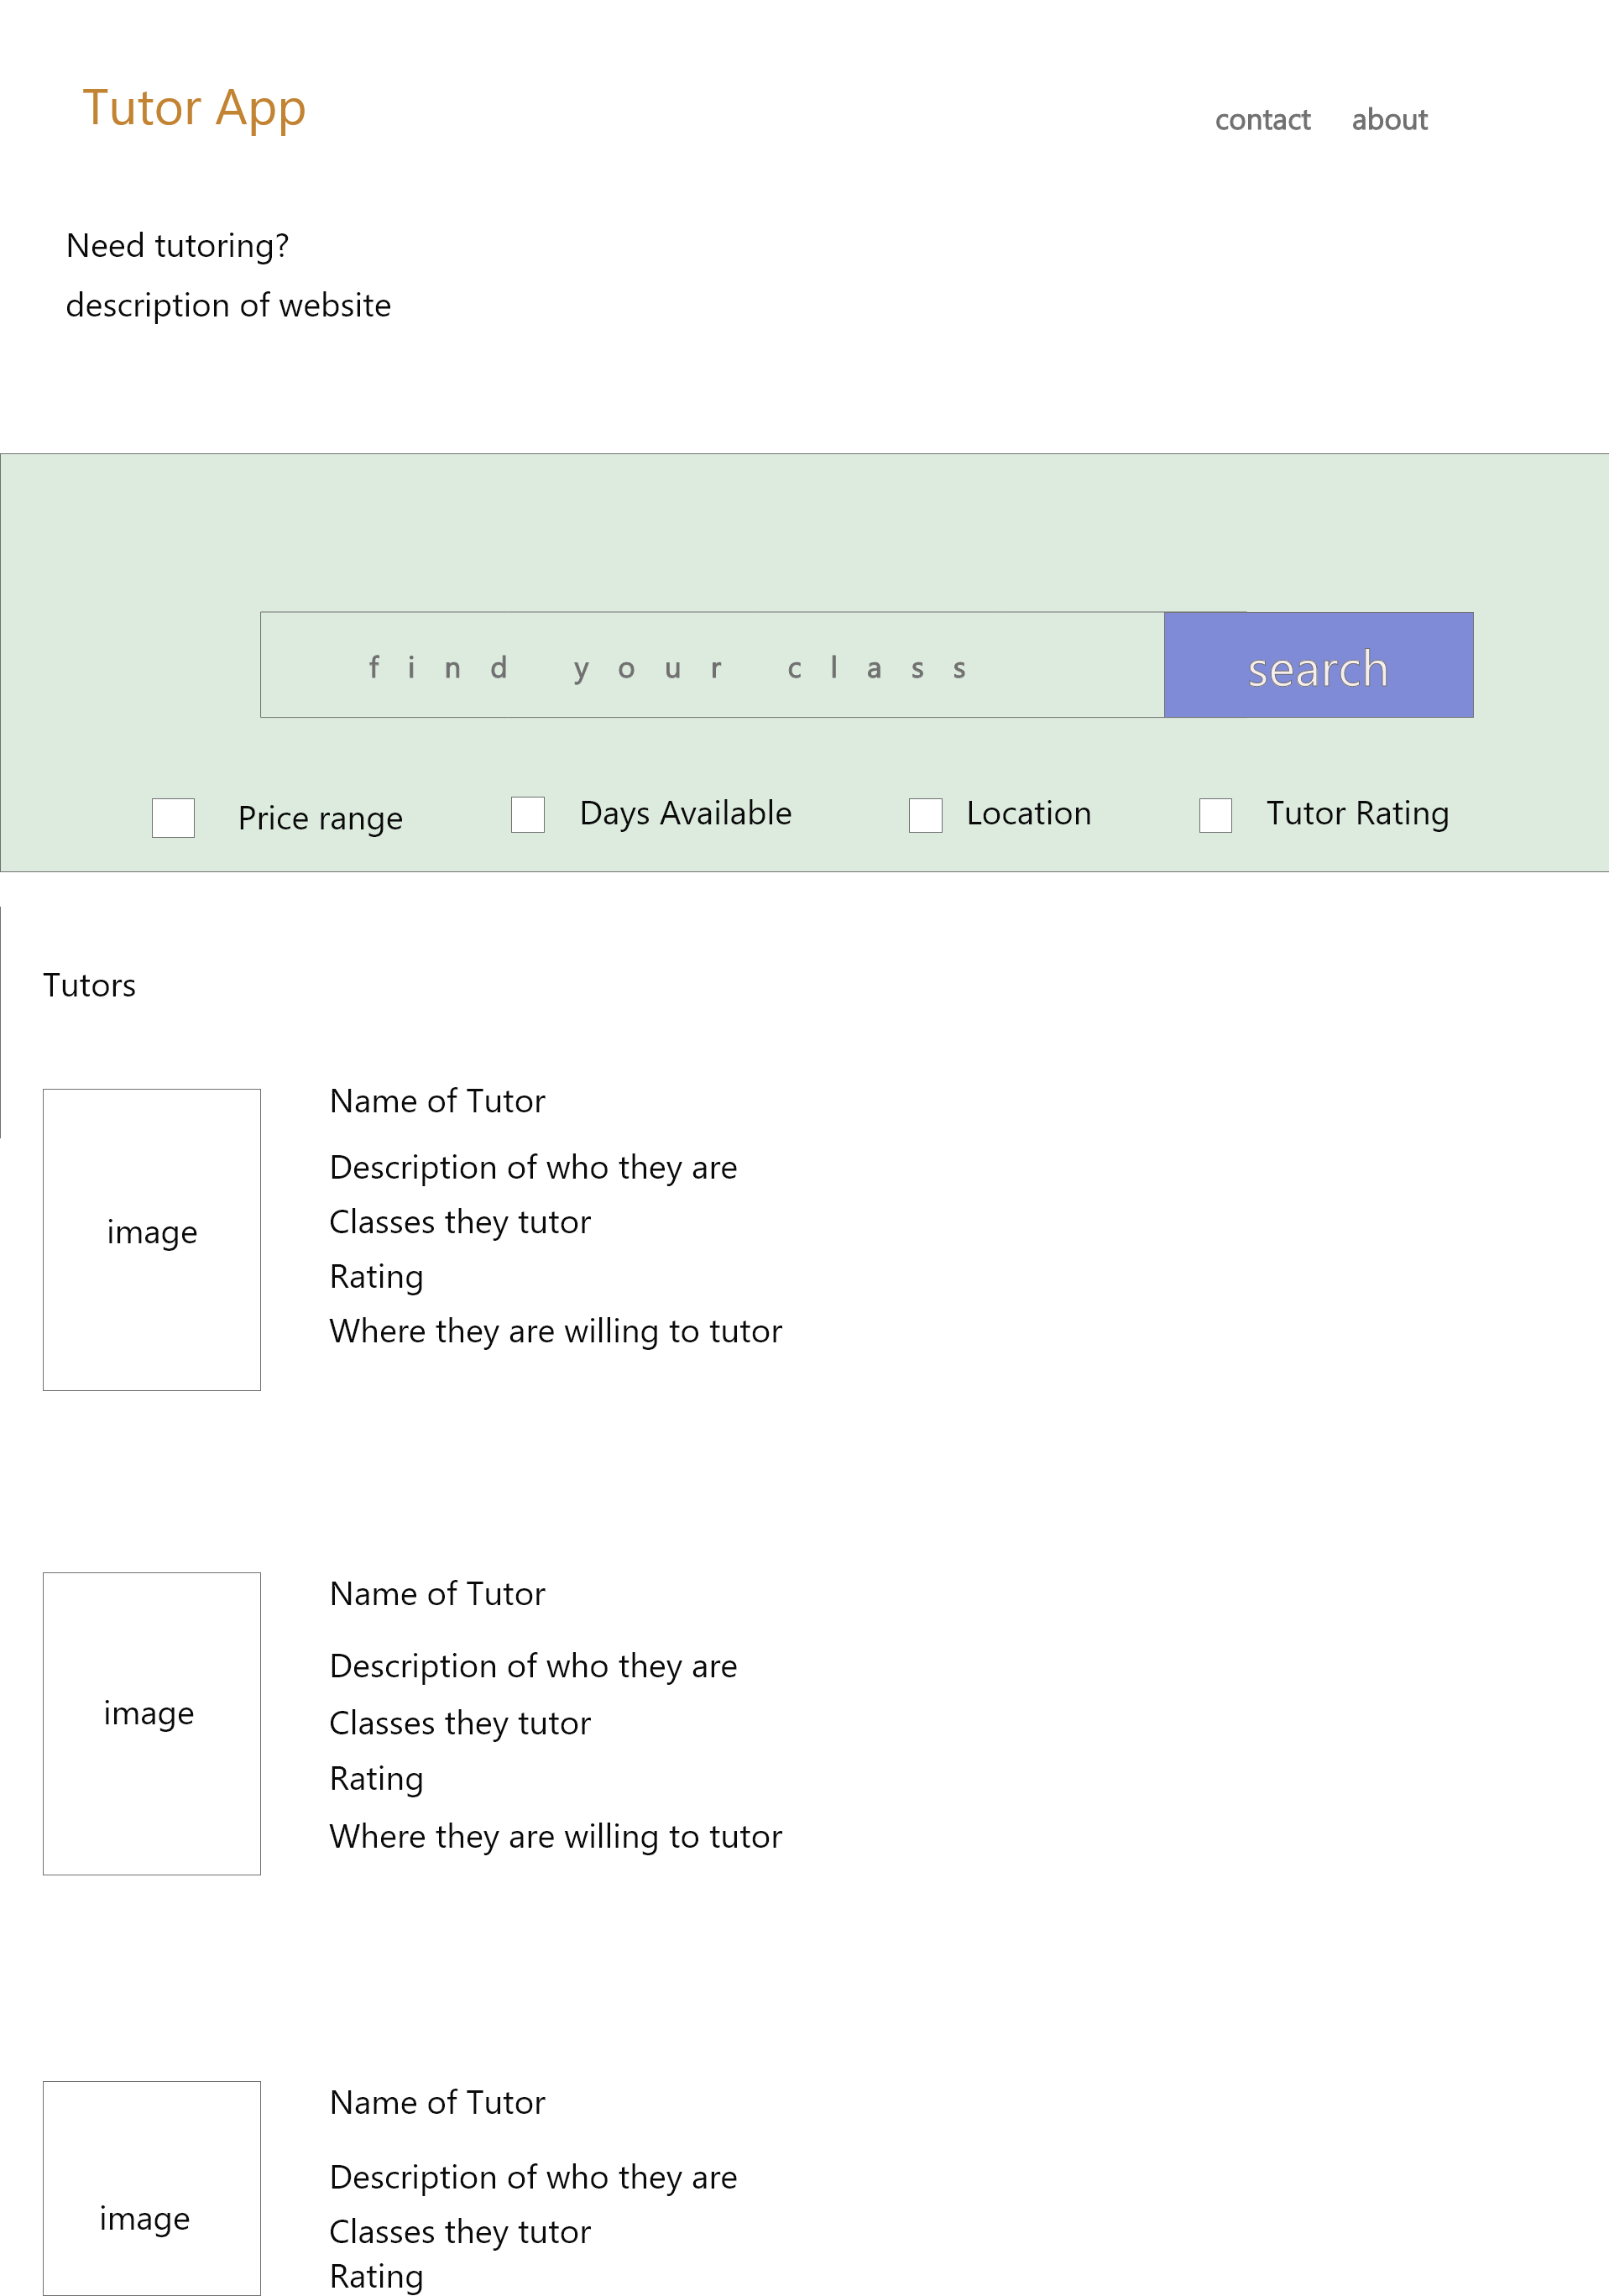 Tutor App
contact about
Need tutoring?
description of website
find your class
search
Price range Days Available Location Tutor Rating
Tutors
image
Name of Tutor
Description of who they are
Classes they tutor
Rating
Where they are willing to tutor
image
Name of Tutor
Description of who they are
Classes they tutor
Rating
Where they are willing to tutor
image
Name of Tutor
Description of who they are
Classes they tutor
Rating